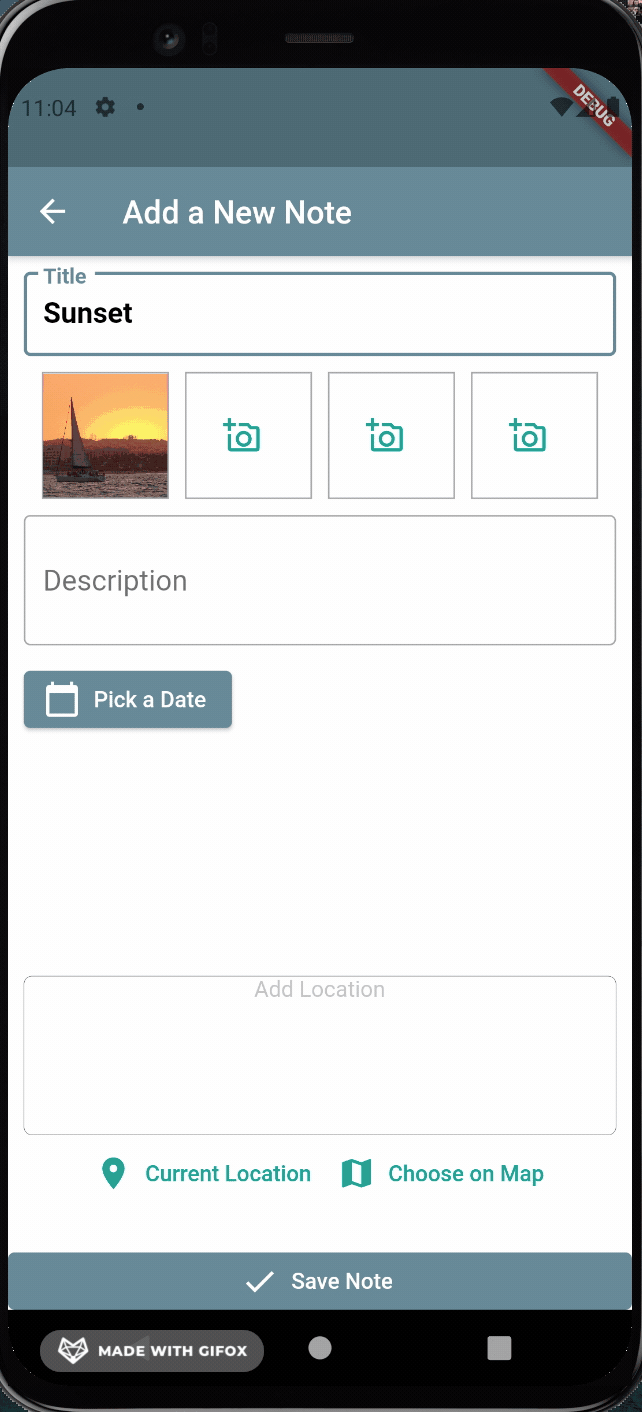 11:04
DEBUG
Add a New Note
Title
Sunset
Description
Pick a Date
Add Location
Current Location
Choose on Map
Save Note
MADE WITH GIFOX